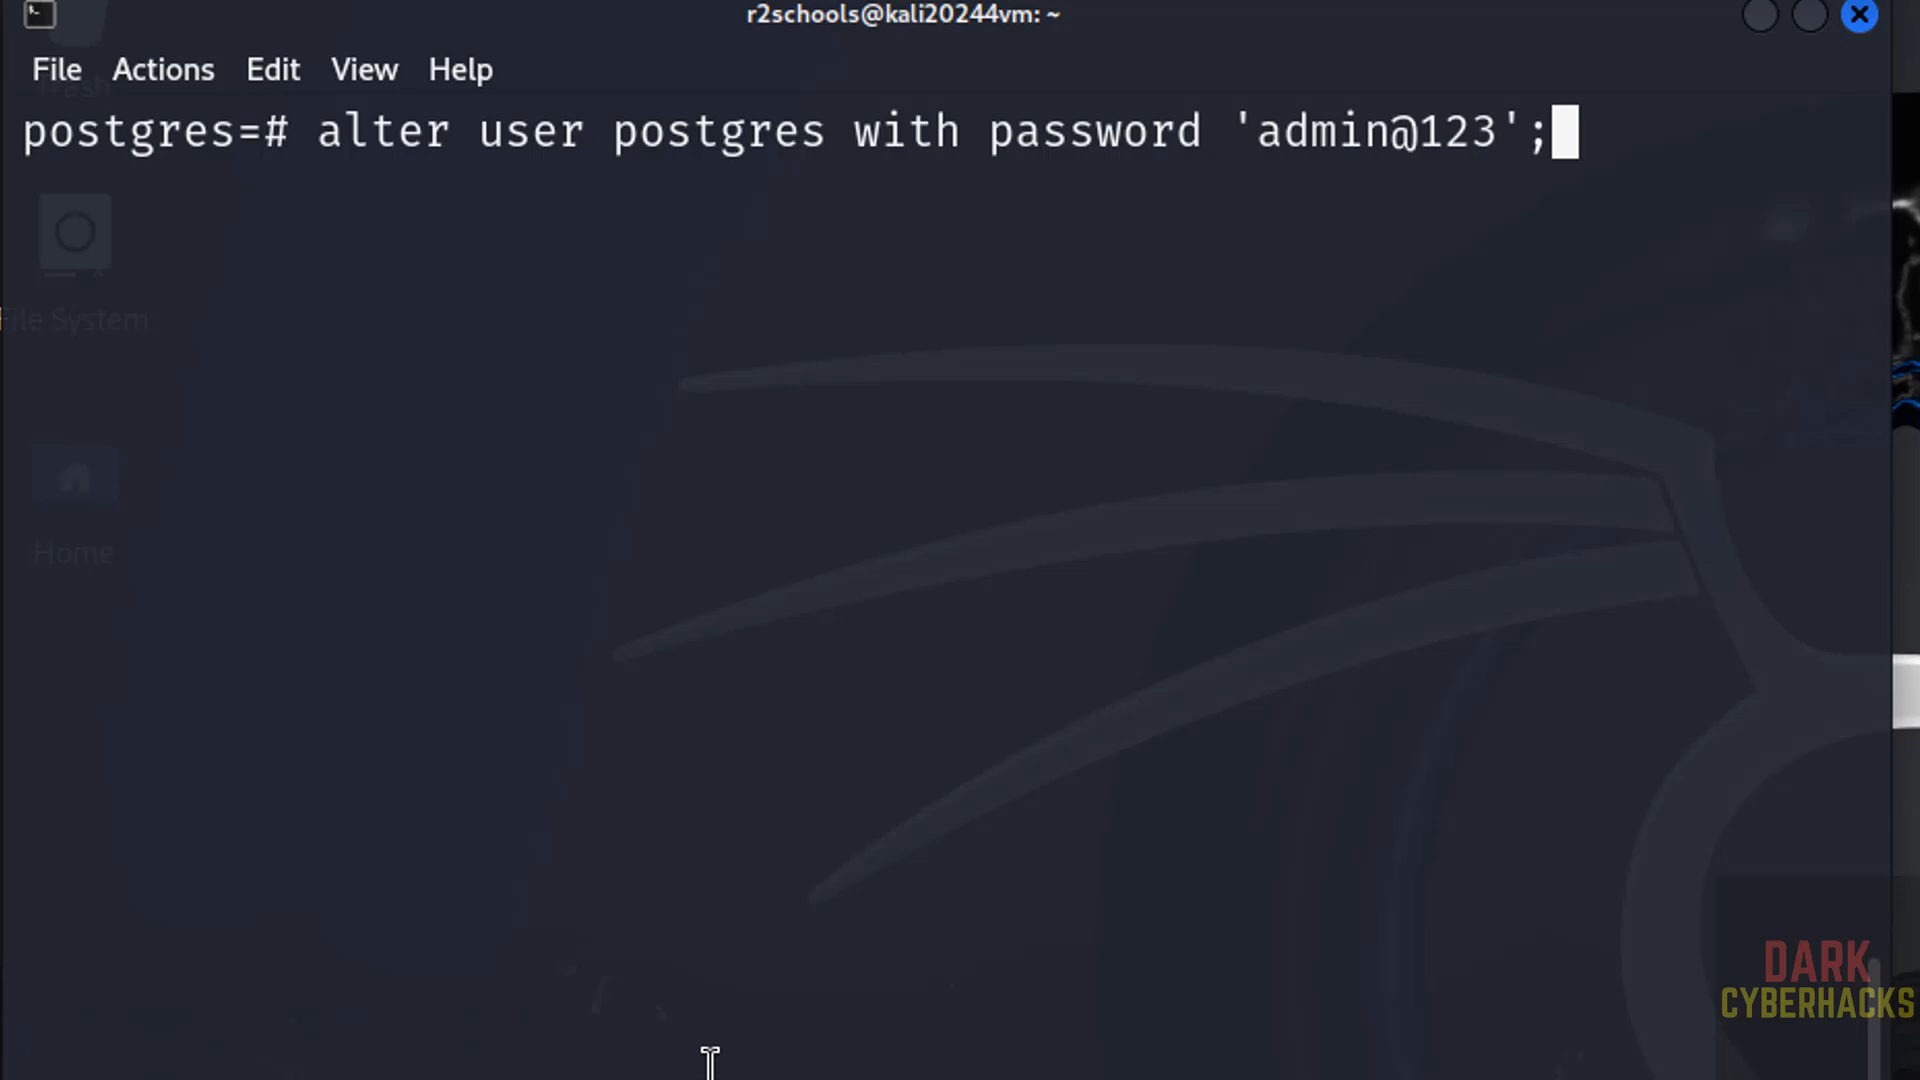 r2schools@kali20244vm: ~
File Actions Edit View Help
Trash
postgres=# alter user postgres with password 'admin@123';
File System
Home
DARK
CYBERHACKS